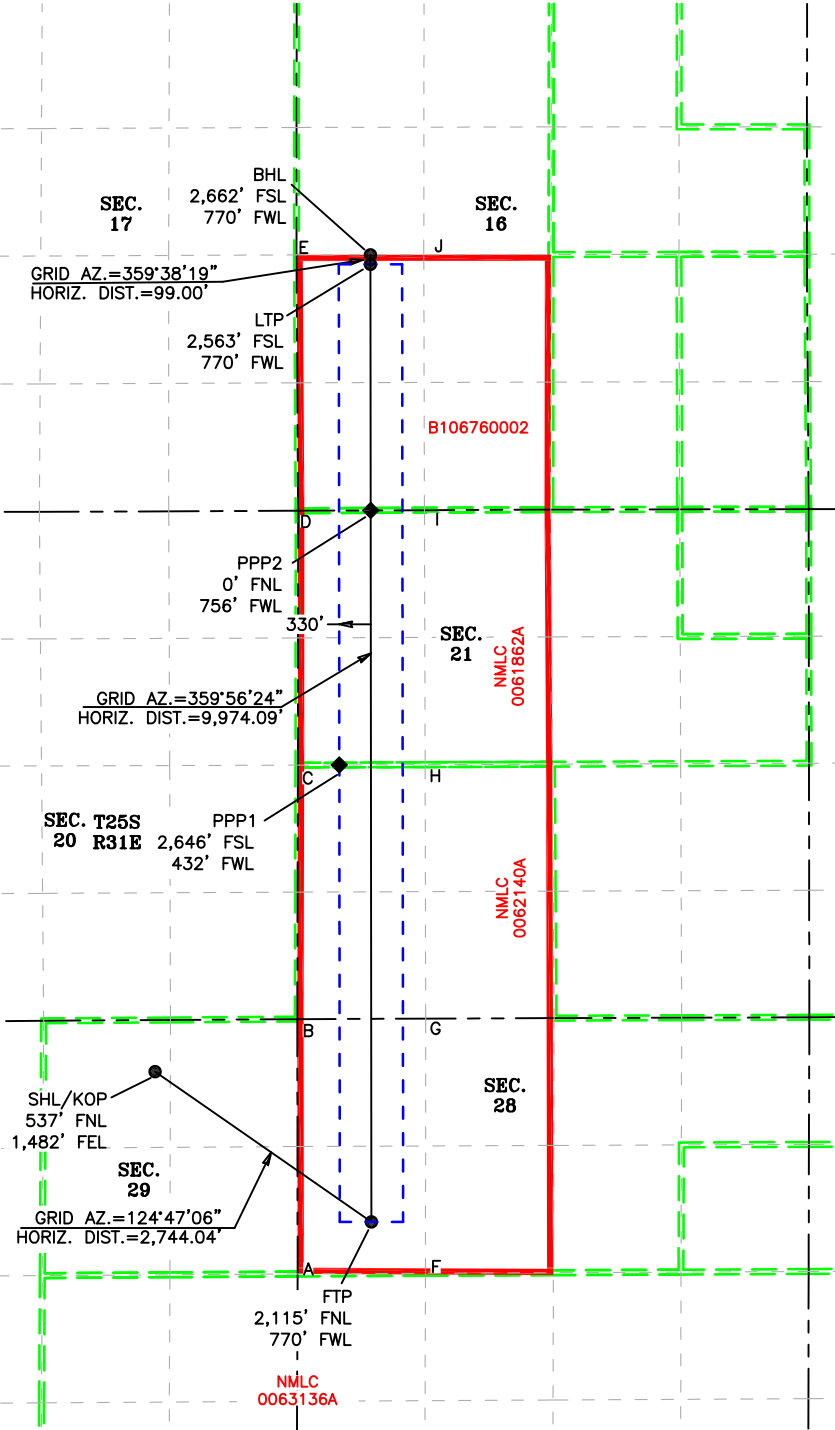 BHL
2,662' FSL
770' FWL
SEC.
17
SEC.
16
E
J
GRID AZ.=359°38'19"
HORIZ. DIST.=99.00'
LTP
2,563' FSL
770' FWL
B106760002
D
I
PPP2
0' FNL
756' FWL
330'
SEC.
21
NMLC
0061862A
GRID AZ.=359°56'24"
HORIZ. DIST.=9,974.09'
C
H
SEC. T25S
20 R31E
PPP1
2,646' FSL
432' FWL
NMLC
0062140A
B
G
SHL/KOP
537' FNL
1,482' FEL
SEC.
28
SEC.
29
GRID AZ.=124°47'06"
HORIZ. DIST.=2,744.04'
A
F
FTP
2,115' FNL
770' FWL
NMLC
0063136A